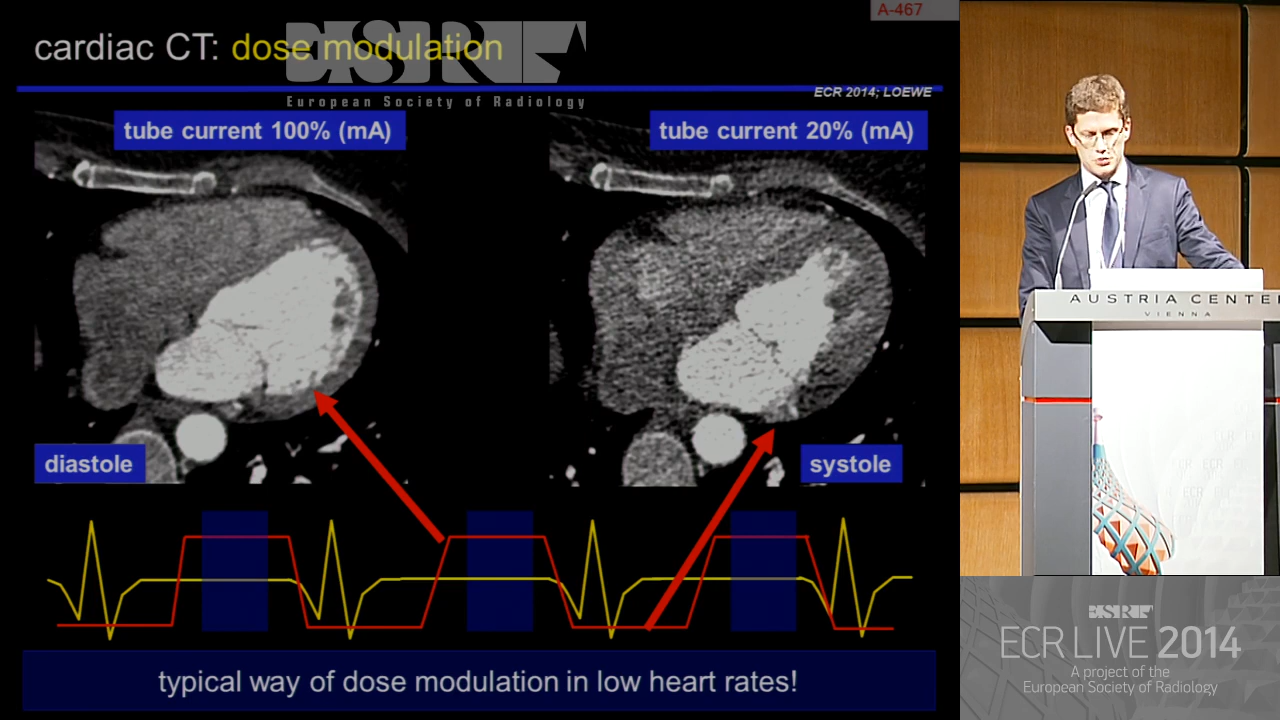 A-467
cardiac CT: dose modulation
ESR
European Society of Radiology
ECR 2014; LOEWE
tube current 100% (mA)
tube current 20% (mA)
diastole
systole
typical way of dose modulation in low heart rates!
AUSTRIA CENTE
VIENNA
ESR
ECR LIVE 2014
A project of the
European Society of Radiology